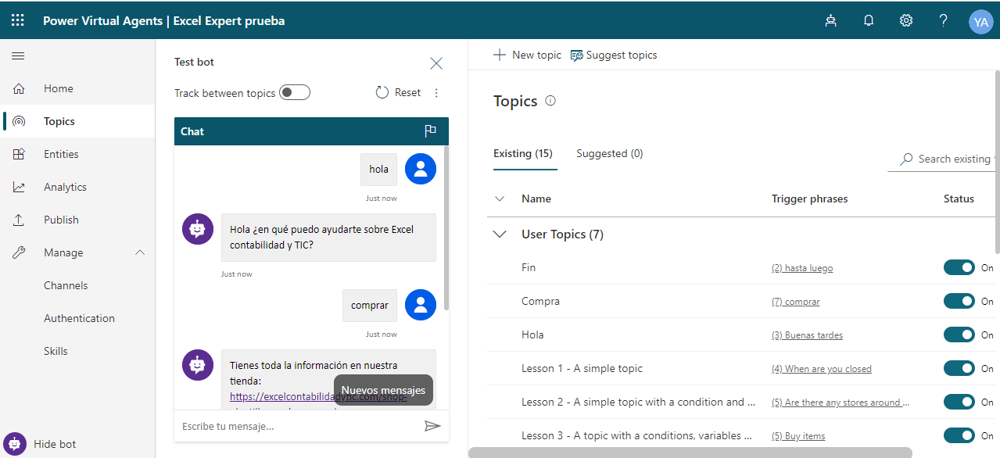 Power Virtual Agents | Excel Expert prueba
YA
Home
Topics
Entities
Analytics
Publish
Manage
Channels
Authentication
Skills
Hide bot
Test bot
Track between topics
Reset
Chat
hola
Just now
Hola ¿en qué puedo ayudarte sobre Excel
contabilidad y TIC?
Just now
comprar
Just now
Tienes toda la información en nuestra
tienda:
https://excelcontabilidadytic.com/shop-
Nuevos mensajes
Escribe tu mensaje...
New topic
Suggest topics
Topics
Existing (15)
Suggested (0)
Search existing
Name
Trigger phrases
Status
User Topics (7)
Fin
(2) hasta luego
On
Compra
(7) comprar
On
Hola
(3) Buenas tardes
On
Lesson 1 - A simple topic
(4) When are you closed
On
Lesson 2 - A simple topic with a condition and ...
(5) Are there any stores around ...
On
Lesson 3 - A topic with a conditions, variables ...
(5) Buy items
On